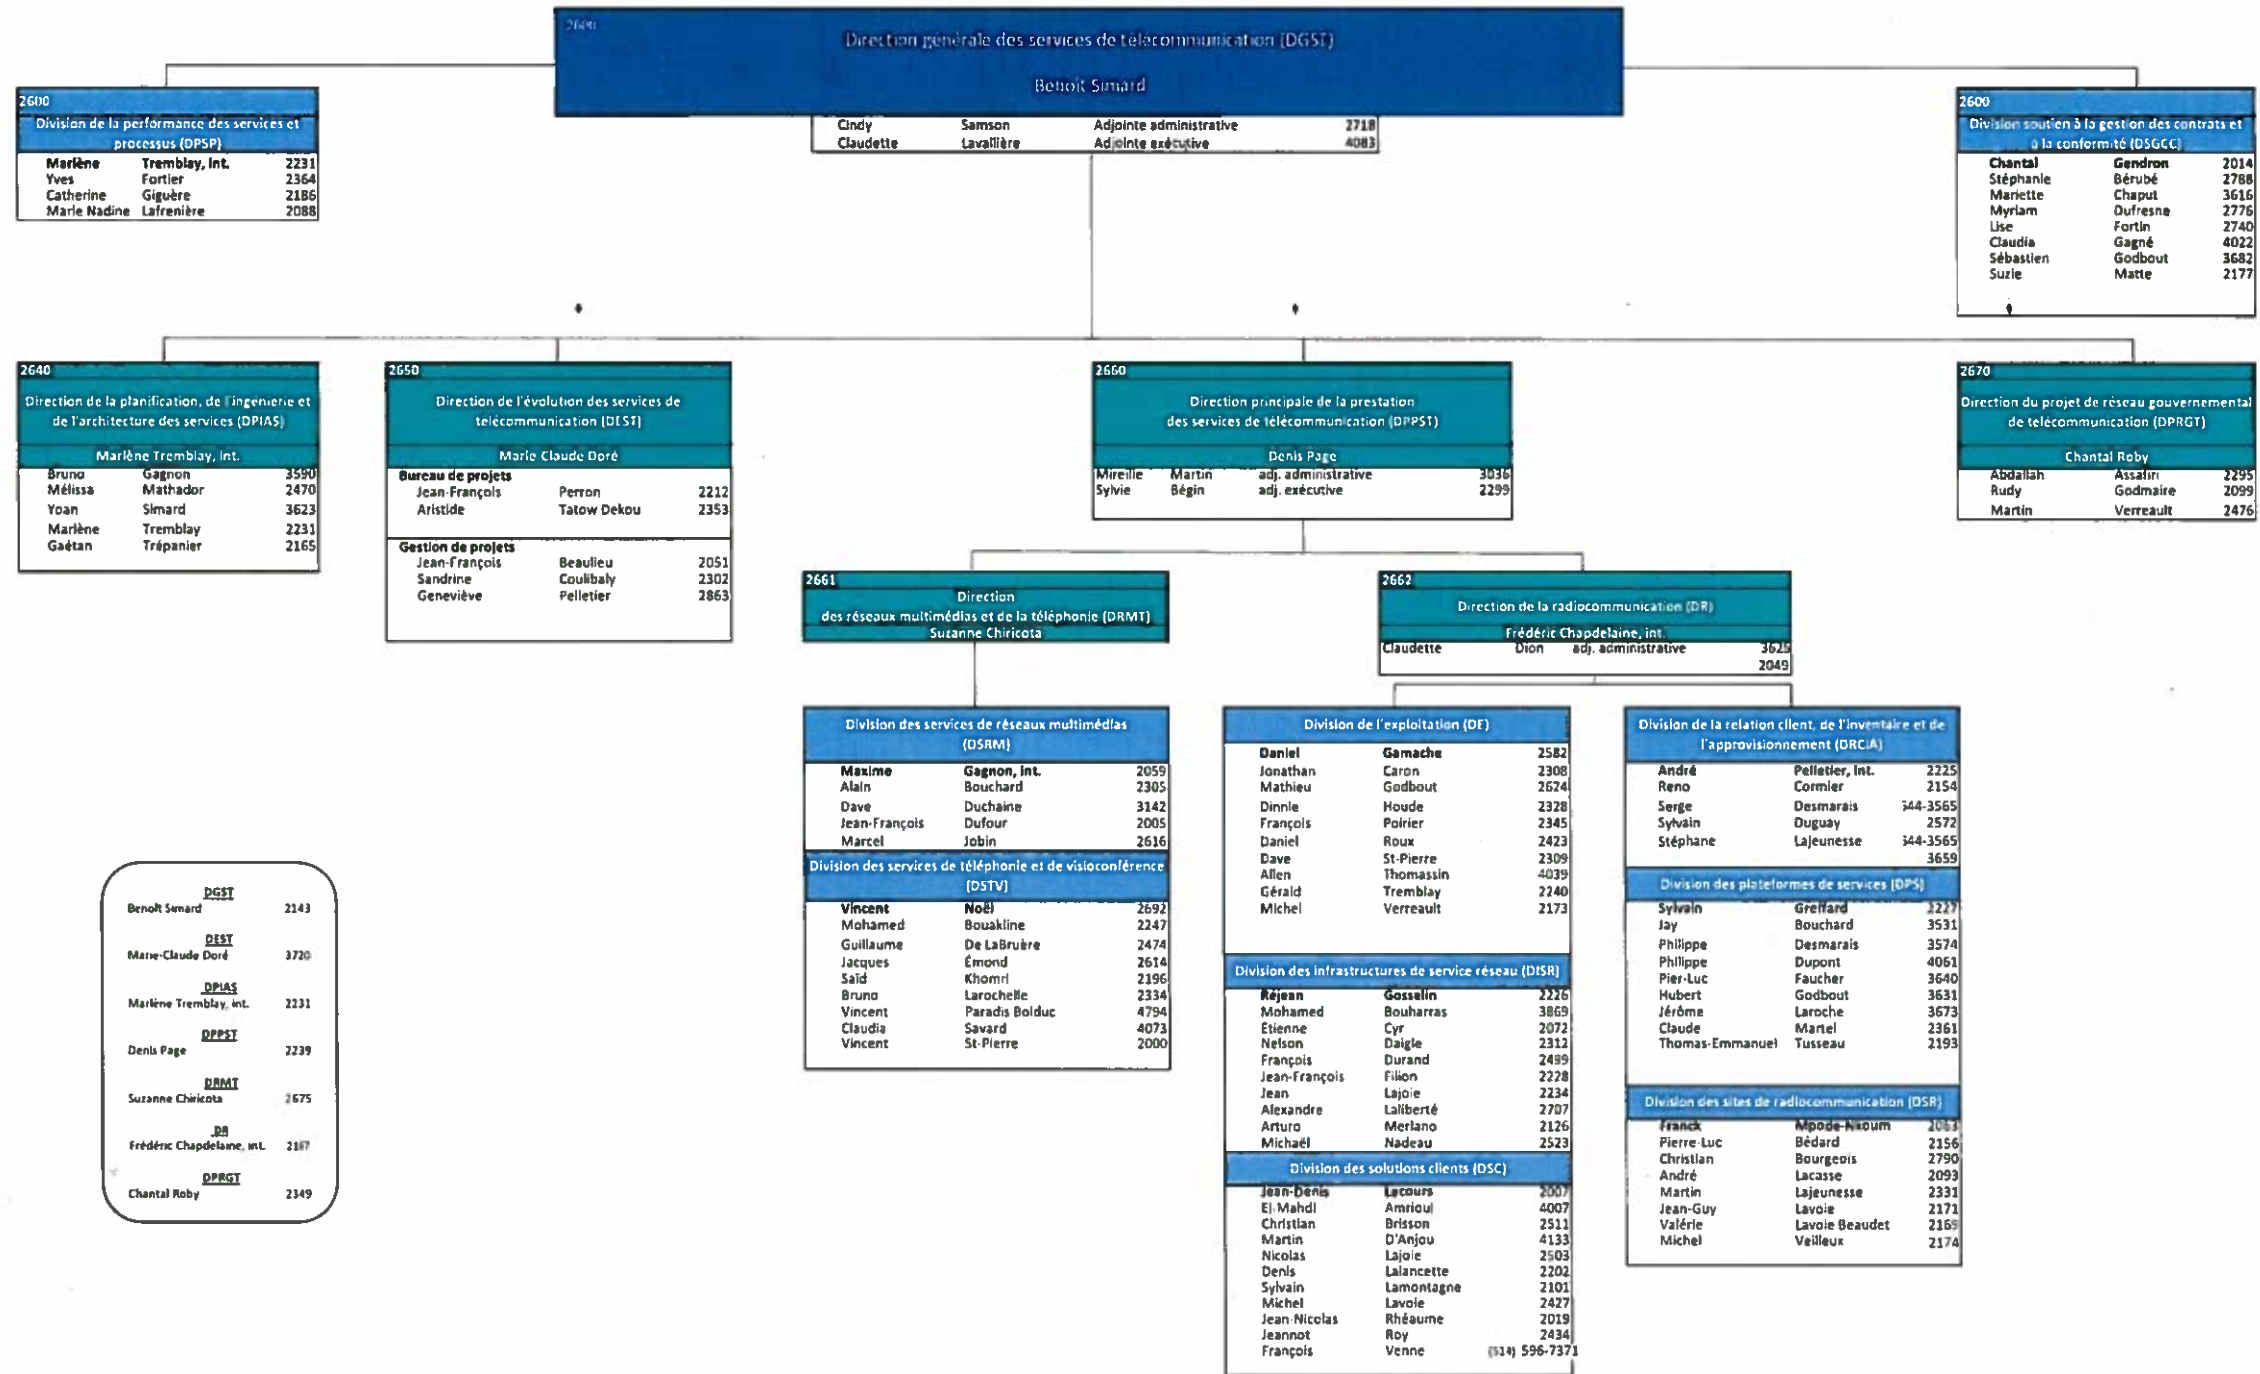 2600
Direction générale des services de télécommunication (DGST)
Benoît Simard
Cindy Samson Adjointe administrative 2718
Claudette Lavallière Adjointe exécutive 4083
2600
Division de la performance des services et
processus (DPSP)
Marlène Tremblay, Int. 2231
Yves Fortier 2364
Catherine Giguère 2186
Marie Nadine Lafrenière 2088
2600
Division soutien à la gestion des contrats et
à la conformité (DSGCC)
Chantal Gendron 2014
Stéphanie Bérubé 2788
Mariette Chaput 3616
Myriam Dufresne 2776
Lise Fortin 2740
Claudia Gagné 4022
Sébastien Godbout 3682
Suzie Matte 2177
2640
Direction de la planification, de l'ingénierie et
de l'architecture des services (DPIAS)
Marlène Tremblay, Int.
Bruno Gagnon 3590
Mélissa Mathador 2470
Yoan Simard 3623
Marlène Tremblay 2231
Gaétan Trépanier 2165
2650
Direction de l'évolution des services de
télécommunication (DEST)
Marie Claude Doré
Bureau de projets
Jean-François Perron 2212
Aristide Tatow Dekou 2353
Gestion de projets
Jean-François Beaulieu 2051
Sandrine Coulibaly 2302
Geneviève Pelletier 2863
2660
Direction principale de la prestation
des services de télécommunication (DPPST)
Denis Page
Mireille Martin adj. administrative 3036
Sylvie Bégin adj. exécutive 2299
2670
Direction du projet de réseau gouvernemental
de télécommunication (DPRGT)
Chantal Roby
Abdallah Assafiri 2295
Rudy Godmaire 2099
Martin Verreault 2476
2661
Direction
des réseaux multimédias et de la téléphonie (DRMT)
Suzanne Chiricota
2662
Direction de la radiocommunication (DR)
Frédéric Chapdelaine, int.
Claudette Dion adj. administrative 3625
2049
Division des services de réseaux multimédias
(DSRM)
Maxime Gagnon, Int. 2059
Alain Bouchard 2305
Dave Duchaine 3142
Jean-François Dufour 2005
Marcel Jobin 2616
Division des services de téléphonie et de visioconférence
(DSTV)
Vincent Noël 2692
Mohamed Bouakline 2247
Guillaume De LaBruère 2474
Jacques Émond 2614
Saïd Khomri 2196
Bruno Larochelle 2334
Vincent Paradis Bolduc 4794
Claudia Savard 4073
Vincent St-Pierre 2000
Division de l'exploitation (DE)
Daniel Gamache 2582
Jonathan Caron 2308
Mathieu Godbout 2624
Dinnie Houde 2328
François Poirier 2345
Daniel Roux 2423
Dave St-Pierre 2309
Allen Thomassin 4039
Gérald Tremblay 2240
Michel Verreault 2173
Division des infrastructures de service réseau (DISR)
Réjean Gosselin 2226
Mohamed Bouharras 3869
Étienne Cyr 2072
Nelson Daigle 2312
François Durand 2499
Jean-François Filion 2228
Jean Lajoie 2234
Alexandre Laliberté 2707
Arturo Merlano 2126
Michaël Nadeau 2523
Division des solutions clients (DSC)
Jean-Denis Lacours 2007
El-Mahdi Amrioui 4007
Christian Brisson 2511
Martin D'Anjou 4133
Nicolas Lajoie 2503
Denis Lalancette 2202
Sylvain Lamontagne 2101
Michel Lavoie 2427
Jean-Nicolas Rhéaume 2019
Jeannot Roy 2434
François Venne (514) 596-7371
Division de la relation client, de l'inventaire et de
l'approvisionnement (DRCIA)
André Pelletier, Int. 2225
Reno Cormier 2154
Serge Desmarais 544-3565
Sylvain Duguay 2572
Stéphane Lajeunesse 544-3565
3659
Division des plateformes de services (DPS)
Sylvain Greffard 2227
Jay Bouchard 3531
Philippe Desmarais 3574
Philippe Dupont 4061
Pier-Luc Faucher 3640
Hubert Godbout 3631
Jérôme Laroche 3673
Claude Martel 2361
Thomas-Emmanuel Tusseau 2193
Division des sites de radiocommunication (DSR)
Franck Mpode-Nkoum 2063
Pierre-Luc Bédard 2156
Christian Bourgeois 2790
André Lacasse 2093
Martin Lajeunesse 2331
Jean-Guy Lavoie 2171
Valérie Lavoie Beaudet 2169
Michel Veilleux 2174
DGST
Benoît Simard 2143
DEST
Marie-Claude Doré 3720
DPIAS
Marlène Tremblay, int. 2231
DPPST
Denis Page 2239
DRMT
Suzanne Chiricota 2675
DR
Frédéric Chapdelaine, int. 2167
DPRGT
Chantal Roby 2349